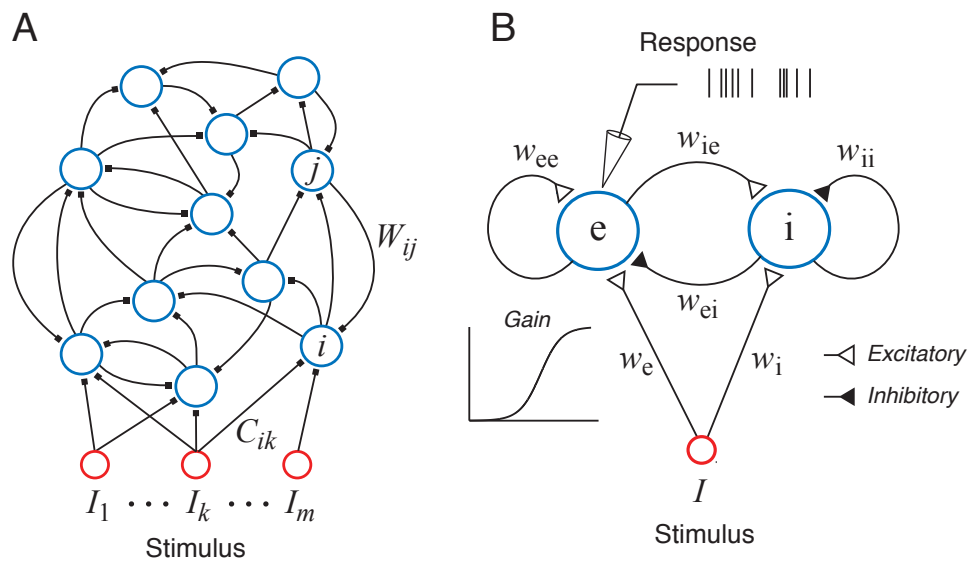 A
j
W_ij
i
C_ik
I_1 · · · I_k · · · I_m
Stimulus
B
Response
w_ee
w_ie
w_ii
e
i
w_ei
Gain
w_e
w_i
Excitatory
Inhibitory
I
Stimulus